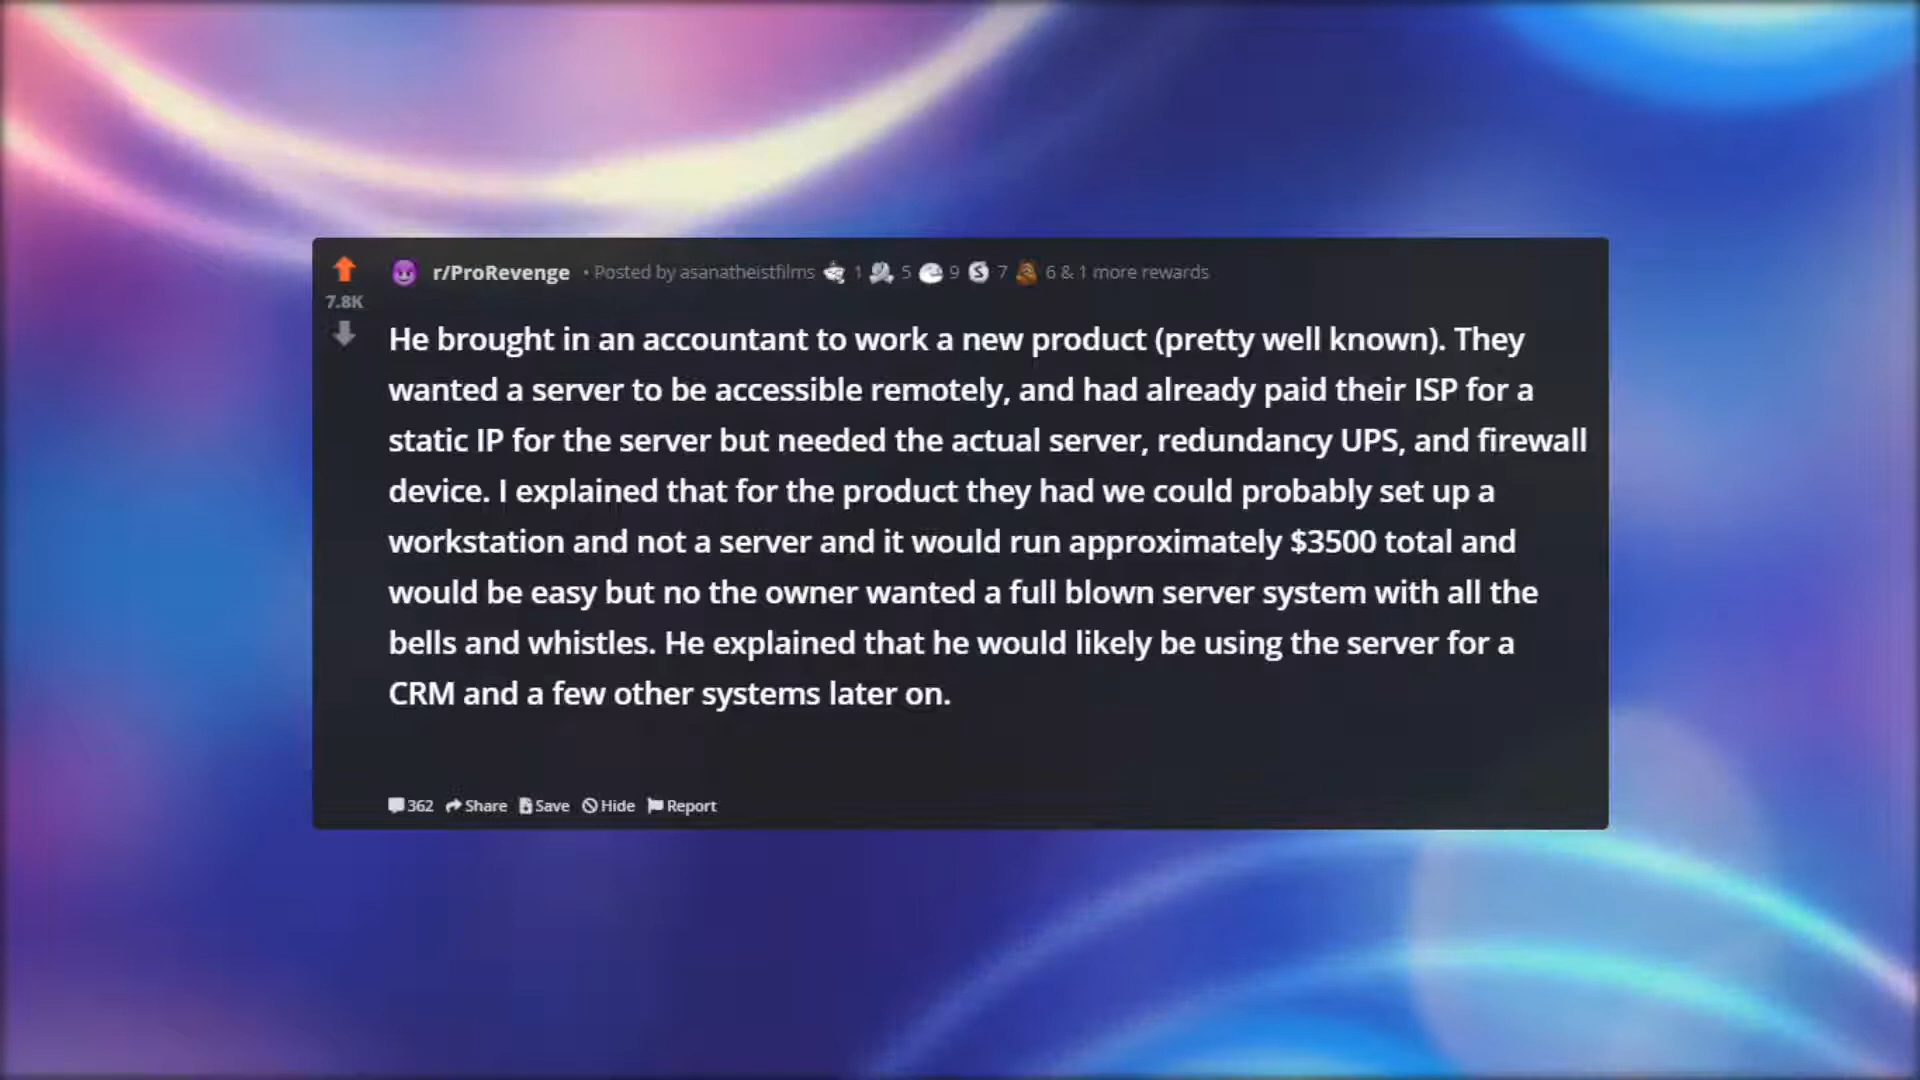 r/ProRevenge • Posted by asanatheistfilms 1 5 9 7 6 & 1 more rewards
7.8K
He brought in an accountant to work a new product (pretty well known). They
wanted a server to be accessible remotely, and had already paid their ISP for a
static IP for the server but needed the actual server, redundancy UPS, and firewall
device. I explained that for the product they had we could probably set up a
workstation and not a server and it would run approximately $3500 total and
would be easy but no the owner wanted a full blown server system with all the
bells and whistles. He explained that he would likely be using the server for a
CRM and a few other systems later on.
362 Share Save Hide Report